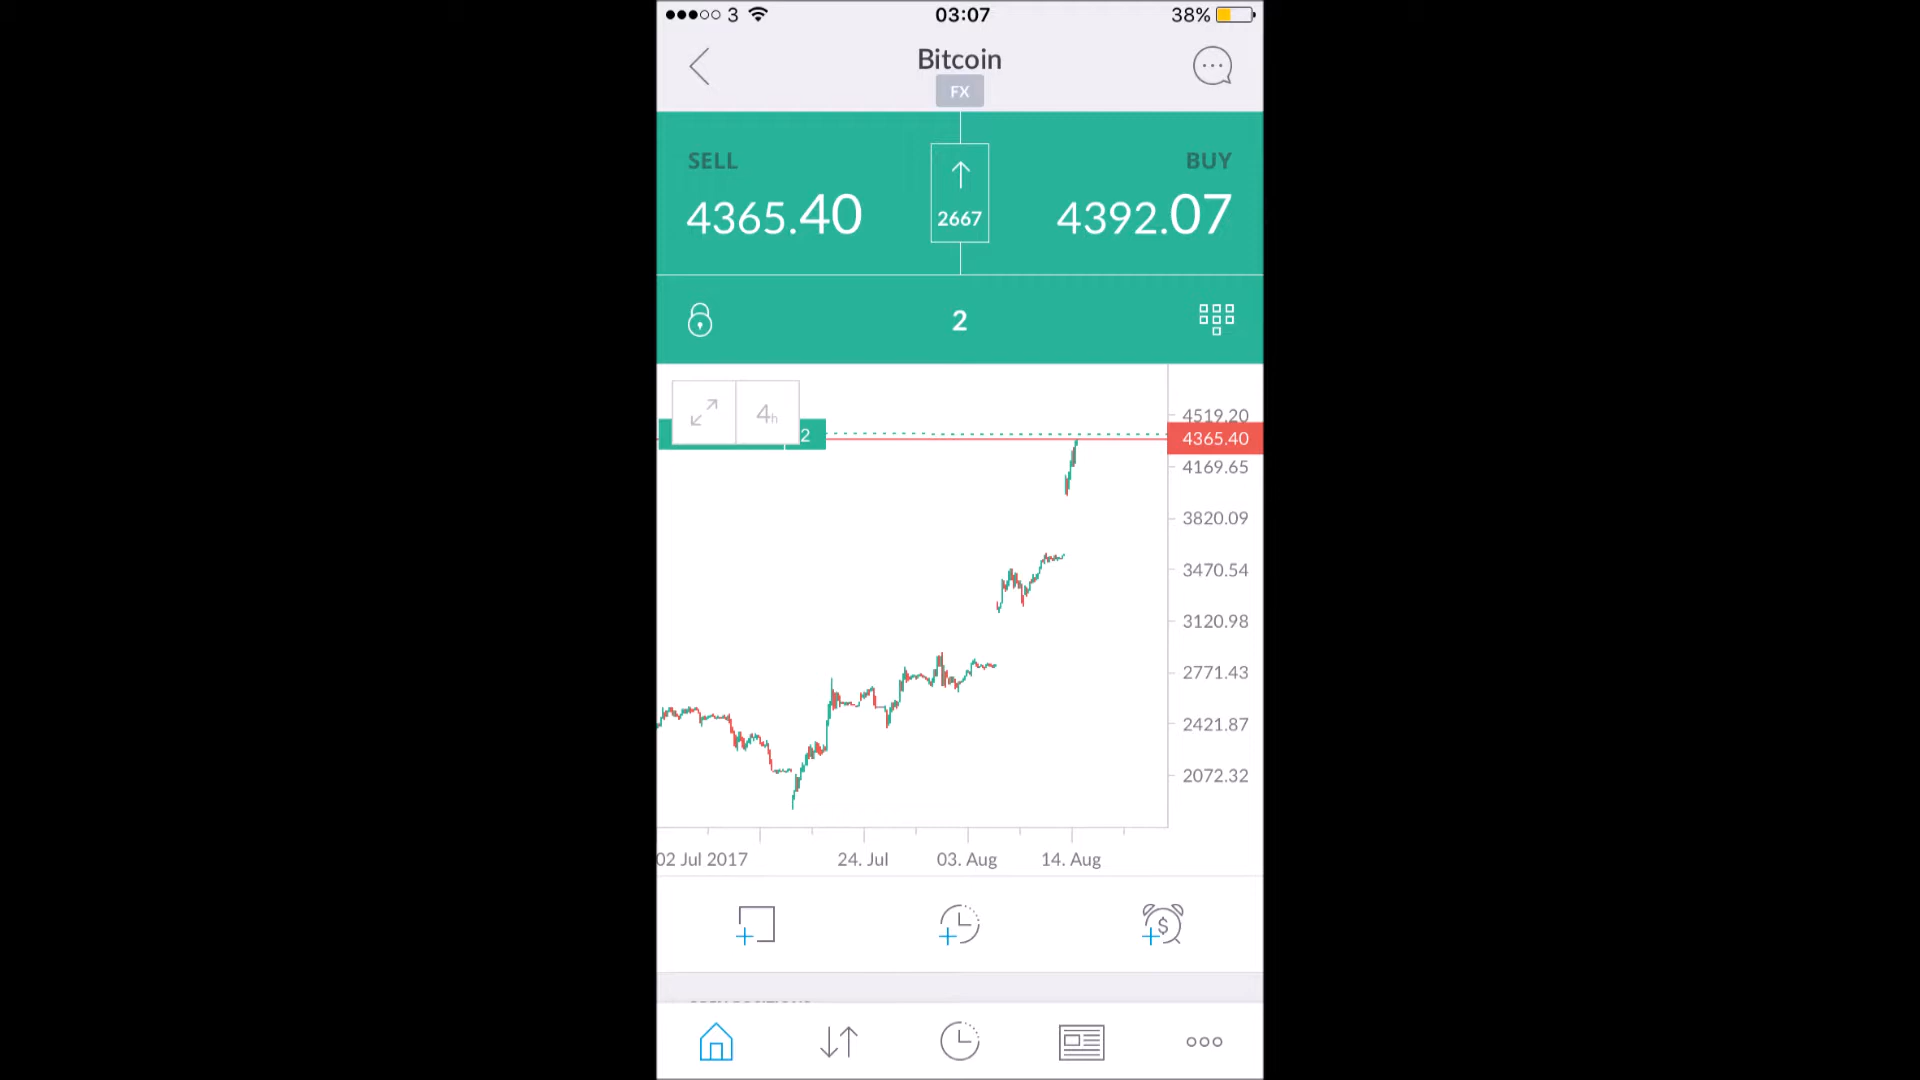 3 03:07 38%
Bitcoin
FX
SELL BUY
4365.40 2667 4392.07
2
4h
2
4519.20
4365.40
4169.65
3820.09
3470.54
3120.98
2771.43
2421.87
2072.32
02 Jul 2017 24. Jul 03. Aug 14. Aug
$